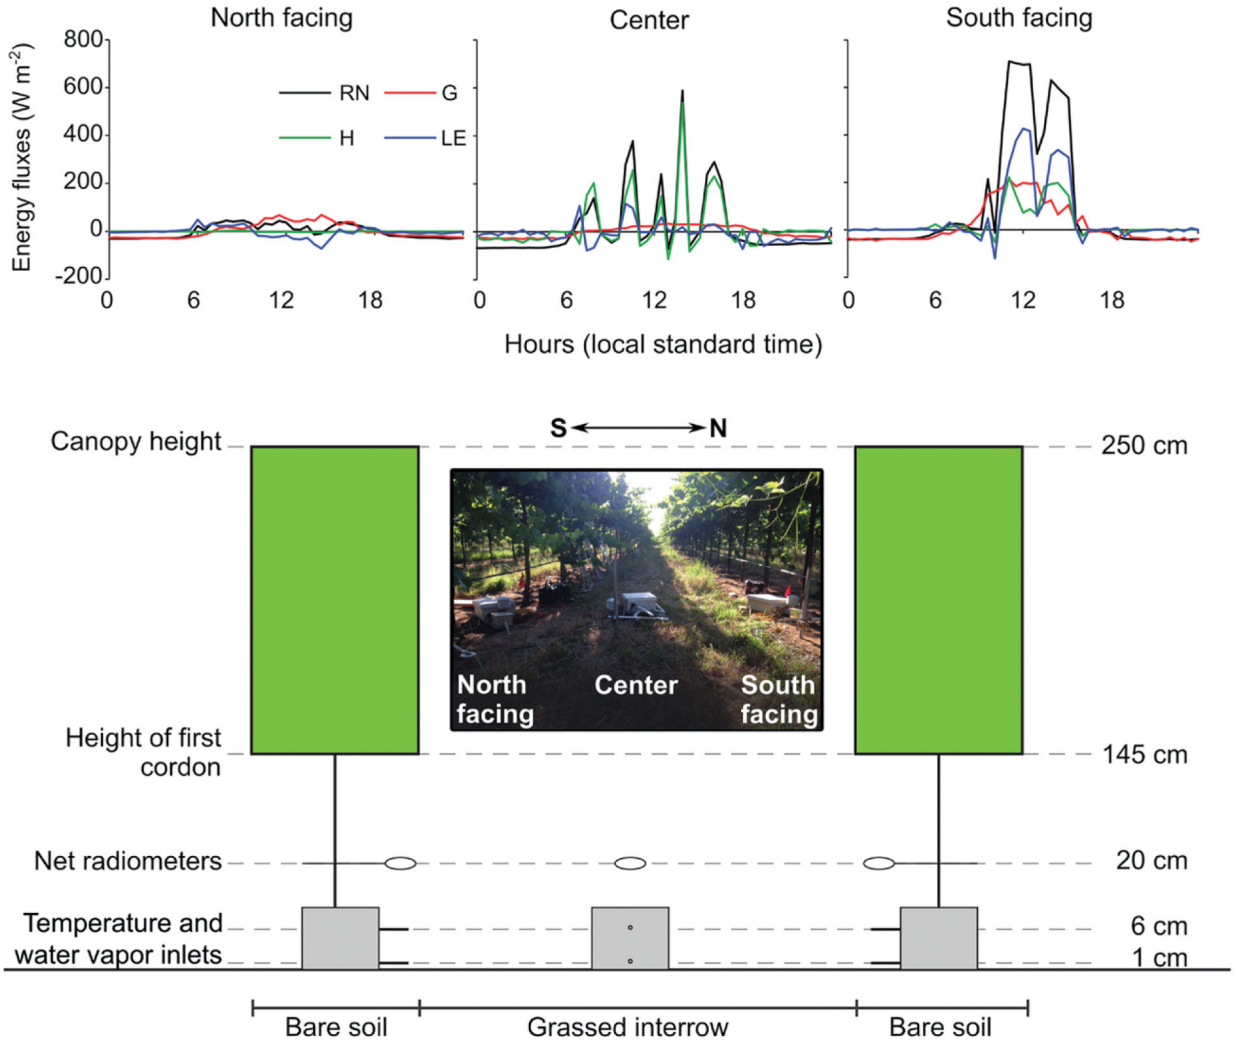 North facing
Center
South facing
Energy fluxes (W m-2)
800
600
400
200
0
-200
RN
G
H
LE
0 6 12 18
0 6 12 18
0 6 12 18
Hours (local standard time)
S N
Canopy height
250 cm
North
facing
Center
South
facing
Height of first
cordon
145 cm
Net radiometers
20 cm
Temperature and
water vapor inlets
6 cm
1 cm
Bare soil
Grassed interrow
Bare soil